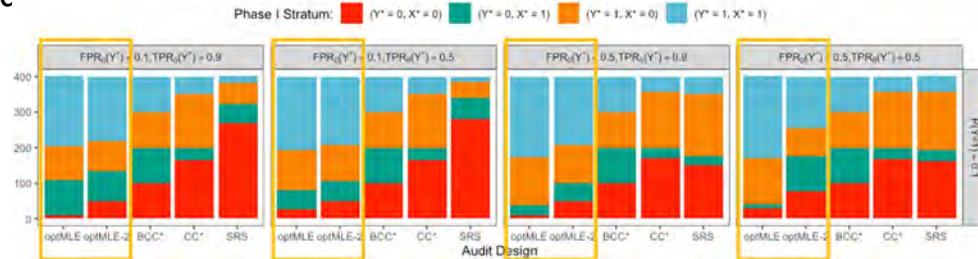 Phase I Stratum: (Y* = 0, X* = 0) (Y* = 0, X* = 1) (Y* = 1, X* = 0) (Y* = 1, X* = 1)
FPR₀(Y*) = 0.1, TPR₀(Y*) = 0.9 FPR₀(Y*) = 0.1, TPR₀(Y*) = 0.5 FPR₀(Y*) = 0.5, TPR₀(Y*) = 0.9 FPR₀(Y*) = 0.5, TPR₀(Y*) = 0.5
400
300
200
100
0
optMLE optMLE-2 BCC* CC* SRS optMLE optMLE-2 BCC* CC* SRS optMLE optMLE-2 BCC* CC* SRS optMLE optMLE-2 BCC* CC* SRS
Audit Design